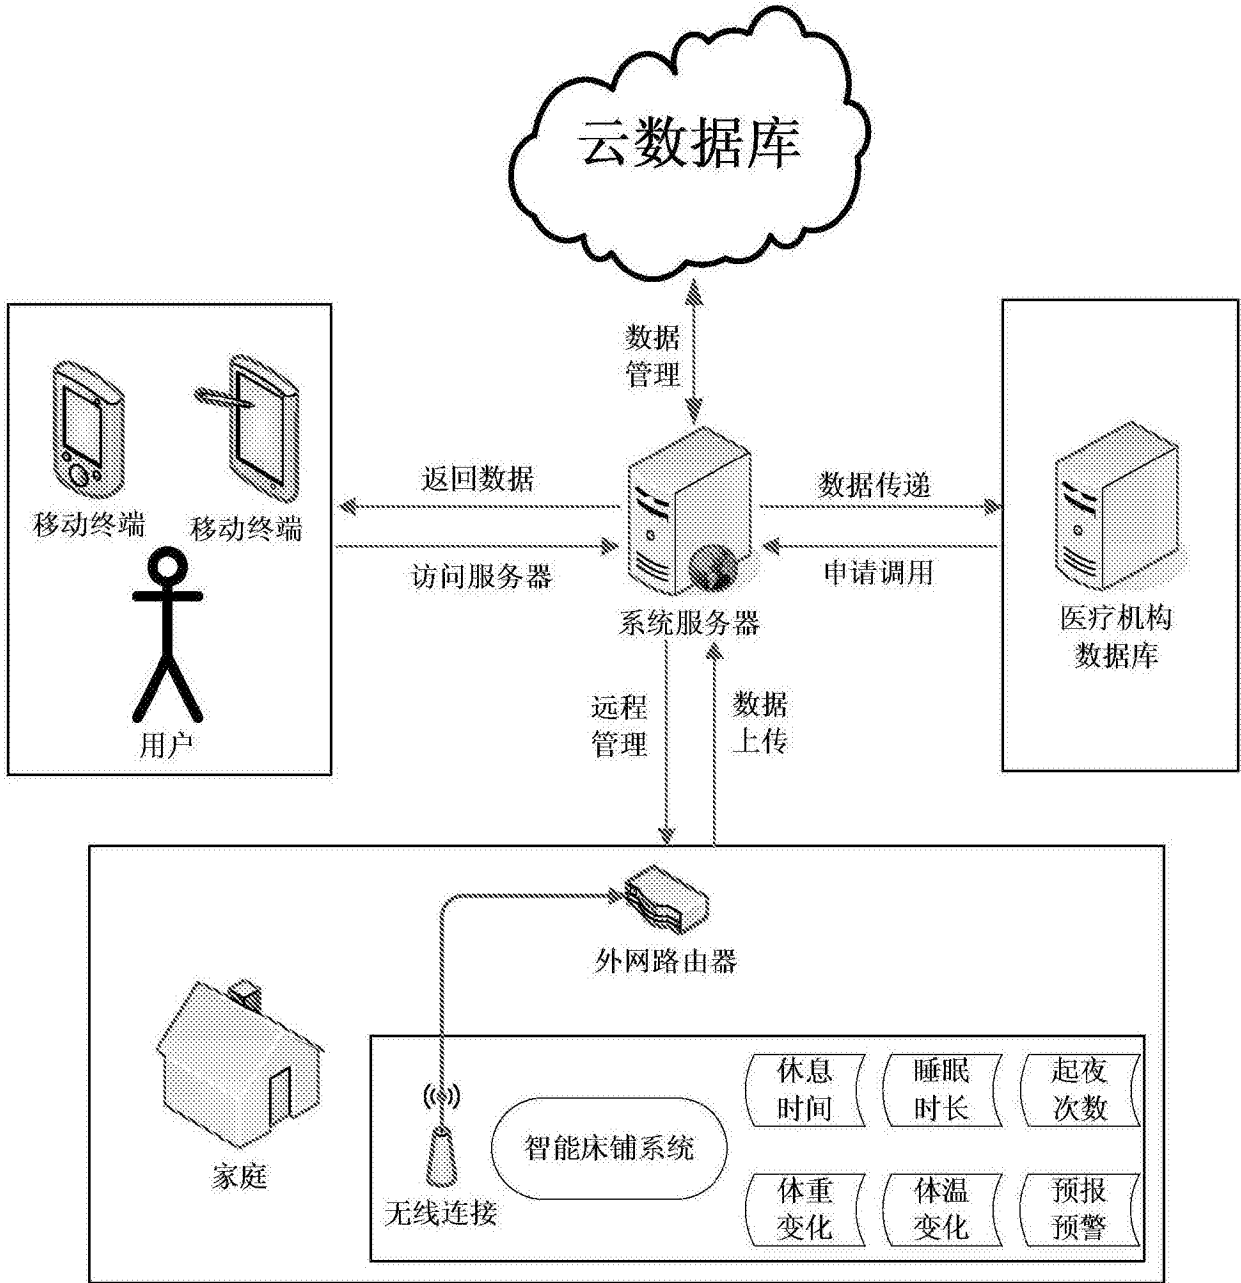 云数据库
数据
管理
移动终端
移动终端
用户
返回数据
访问服务器
系统服务器
数据传递
申请调用
医疗机构
数据库
远程
管理
数据
上传
外网路由器
家庭
无线连接
智能床铺系统
休息
时间
睡眠
时长
起夜
次数
体重
变化
体温
变化
预报
预警